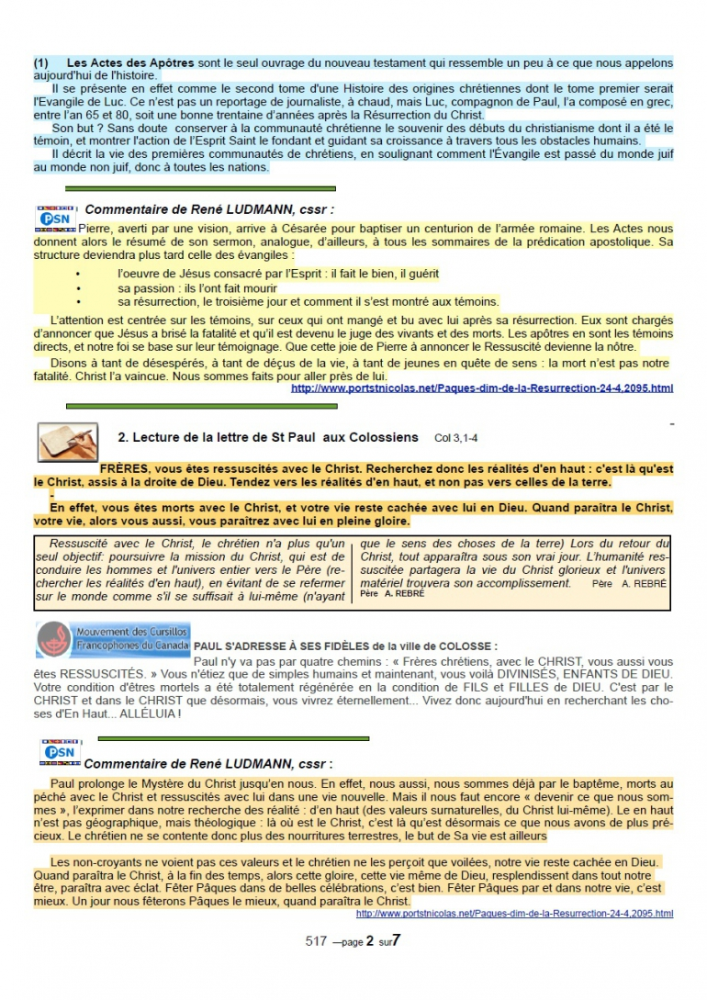 (1) Les Actes des Apôtres sont le seul ouvrage du nouveau testament qui ressemble un peu à ce que nous appelons
aujourd'hui de l'histoire.
Il se présente en effet comme le second tome d'une Histoire des origines chrétiennes dont le tome premier serait
l'Evangile de Luc. Ce n'est pas un reportage de journaliste, à chaud, mais Luc, compagnon de Paul, l'a composé en grec,
entre l'an 65 et 80, soit une bonne trentaine d'années après la Résurrection du Christ.
Son but ? Sans doute conserver à la communauté chrétienne le souvenir des débuts du christianisme dont il a été le
témoin, et montrer l'action de l'Esprit Saint le fondant et guidant sa croissance à travers tous les obstacles humains.
Il décrit la vie des premières communautés de chrétiens, en soulignant comment l'Évangile est passé du monde juif
au monde non juif, donc à toutes les nations.
PSN
Commentaire de René LUDMANN, cssr :
Pierre, averti par une vision, arrive à Césarée pour baptiser un centurion de l'armée romaine. Les Actes nous
donnent alors le résumé de son sermon, analogue, d'ailleurs, à tous les sommaires de la prédication apostolique. Sa
structure deviendra plus tard celle des évangiles :
• l'oeuvre de Jésus consacré par l'Esprit : il fait le bien, il guérit
• sa passion : ils l'ont fait mourir
• sa résurrection, le troisième jour et comment il s'est montré aux témoins.
L'attention est centrée sur les témoins, sur ceux qui ont mangé et bu avec lui après sa résurrection. Eux sont chargés
d'annoncer que Jésus a brisé la fatalité et qu'il est devenu le juge des vivants et des morts. Les apôtres en sont les témoins
directs, et notre foi se base sur leur témoignage. Que cette joie de Pierre à annoncer le Ressuscité devienne la nôtre.
Disons à tant de désespérés, à tant de déçus de la vie, à tant de jeunes en quête de sens : la mort n'est pas notre
fatalité. Christ l'a vaincue. Nous sommes faits pour aller près de lui.
http://www.portstnicolas.net/Paques-dim-de-la-Resurrection-24-4,2095.html
-
2. Lecture de la lettre de St Paul aux Colossiens Col 3,1-4
FRÈRES, vous êtes ressuscités avec le Christ. Recherchez donc les réalités d'en haut : c'est là qu'est
le Christ, assis à la droite de Dieu. Tendez vers les réalités d'en haut, et non pas vers celles de la terre.
-
En effet, vous êtes morts avec le Christ, et votre vie reste cachée avec lui en Dieu. Quand paraîtra le Christ,
votre vie, alors vous aussi, vous paraîtrez avec lui en pleine gloire.
Ressuscité avec le Christ, le chrétien n'a plus qu'un
seul objectif: poursuivre la mission du Christ, qui est de
conduire les hommes et l'univers entier vers le Père (re-
chercher les réalités d'en haut), en évitant de se refermer
sur le monde comme s'il se suffisait à lui-même (n'ayant
que le sens des choses de la terre) Lors du retour du
Christ, tout apparaîtra sous son vrai jour. L'humanité res-
suscitée partagera la vie du Christ glorieux et l'univers
matériel trouvera son accomplissement. Père A. REBRÉ
Père A. REBRÉ
Mouvement des Cursillos
Francophones du Canada
PAUL S'ADRESSE À SES FIDÈLES de la ville de COLOSSE :
Paul n'y va pas par quatre chemins : « Frères chrétiens, avec le CHRIST, vous aussi vous
êtes RESSUSCITÉS. » Vous n'étiez que de simples humains et maintenant, vous voilà DIVINISÉS, ENFANTS DE DIEU.
Votre condition d'êtres mortels a été totalement régénérée en la condition de FILS et FILLES de DIEU. C'est par le
CHRIST et dans le CHRIST que désormais, vous vivrez éternellement... Vivez donc aujourd'hui en recherchant les cho-
ses d'En Haut... ALLÉLUIA !
PSN
Commentaire de René LUDMANN, cssr :
Paul prolonge le Mystère du Christ jusqu'en nous. En effet, nous aussi, nous sommes déjà par le baptême, morts au
péché avec le Christ et ressuscités avec lui dans une vie nouvelle. Mais il nous faut encore « devenir ce que nous som-
mes », l'exprimer dans notre recherche des réalité : d'en haut (des valeurs surnaturelles, du Christ lui-même). Le en haut
n'est pas géographique, mais théologique : là où est le Christ, c'est là qu'est désormais ce que nous avons de plus pré-
cieux. Le chrétien ne se contente donc plus des nourritures terrestres, le but de Sa vie est ailleurs
Les non-croyants ne voient pas ces valeurs et le chrétien ne les perçoit que voilées, notre vie reste cachée en Dieu.
Quand paraîtra le Christ, à la fin des temps, alors cette gloire, cette vie même de Dieu, resplendissent dans tout notre
être, paraîtra avec éclat. Fêter Pâques dans de belles célébrations, c'est bien. Fêter Pâques par et dans notre vie, c'est
mieux. Un jour nous fêterons Pâques le mieux, quand paraîtra le Christ.
http://www.portstnicolas.net/Paques-dim-de-la-Resurrection-24-4,2095.html
517 —page 2 sur7